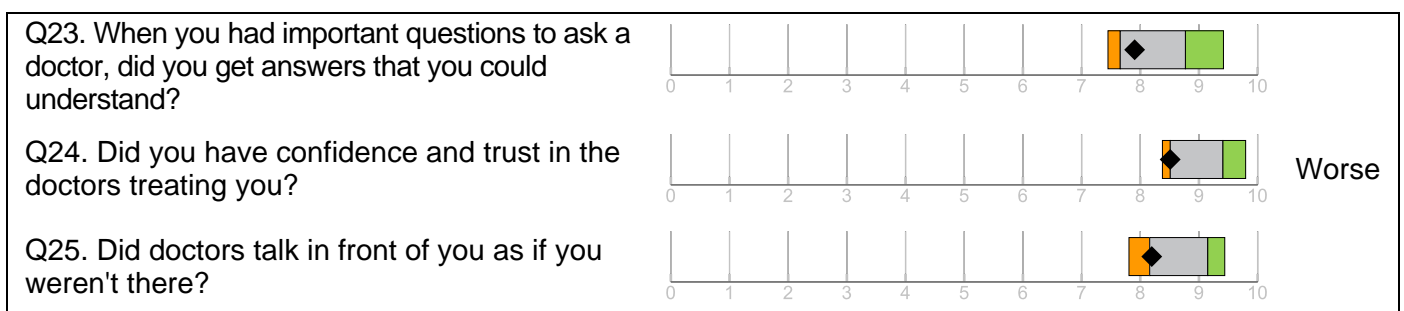 Q23. When you had important questions to ask a
doctor, did you get answers that you could
understand?
0 1 2 3 4 5 6 7 8 9 10
Q24. Did you have confidence and trust in the
doctors treating you?
Worse
0 1 2 3 4 5 6 7 8 9 10
Q25. Did doctors talk in front of you as if you
weren't there?
0 1 2 3 4 5 6 7 8 9 10